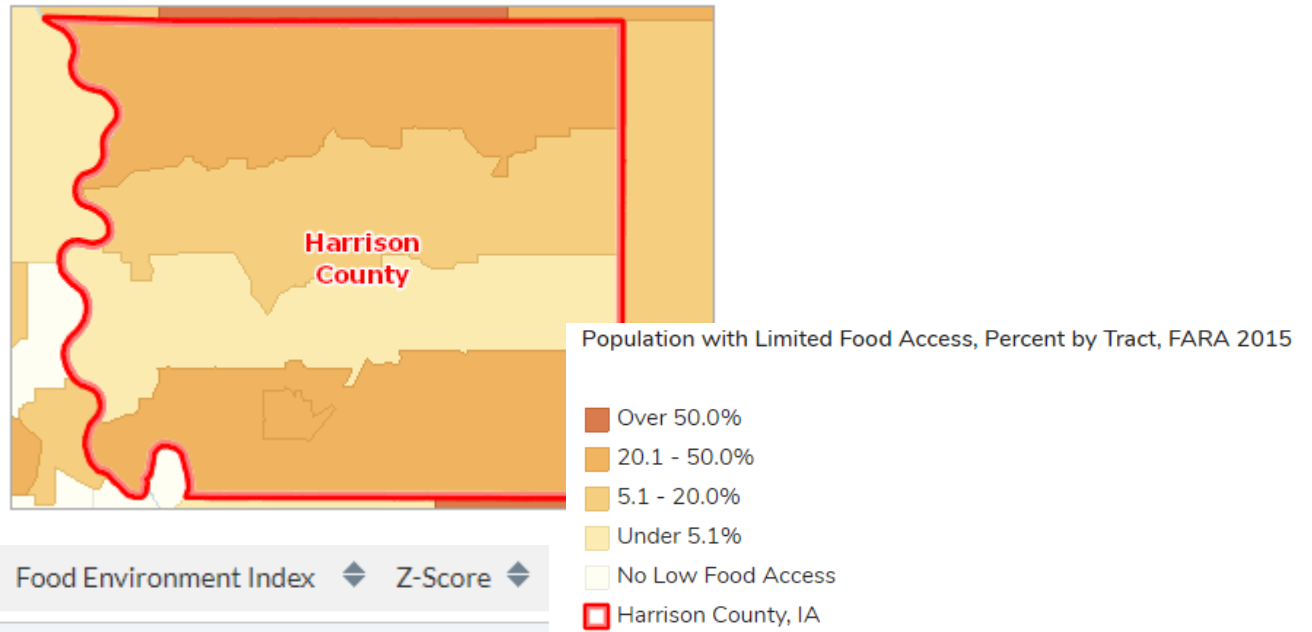 Harrison
County
Population with Limited Food Access, Percent by Tract, FARA 2015
Over 50.0%
20.1 - 50.0%
5.1 - 20.0%
Under 5.1%
No Low Food Access
Harrison County, IA
Food Environment Index Z-Score